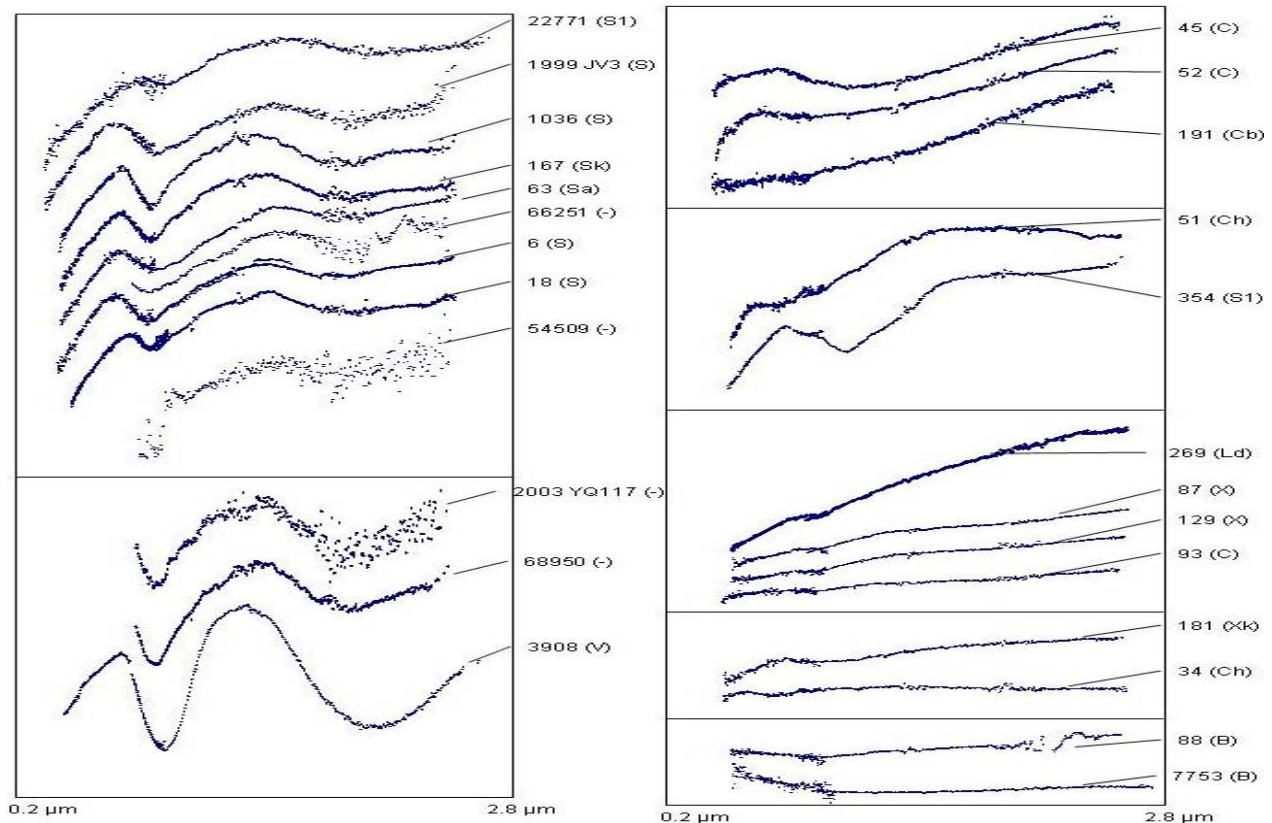 22771 (S1)
1999 JV3 (S)
1036 (S)
167 (Sk)
63 (Sa)
66251 (-)
6 (S)
18 (S)
54509 (-)
2003 YQ117 (-)
68950 (-)
3908 (V)
0.2 µm
2.8 µm
45 (C)
52 (C)
191 (Cb)
51 (Ch)
354 (S1)
269 (Ld)
87 (X)
129 (X)
93 (C)
181 (Xk)
34 (Ch)
88 (B)
7753 (B)
0.2 µm
2.8 µm